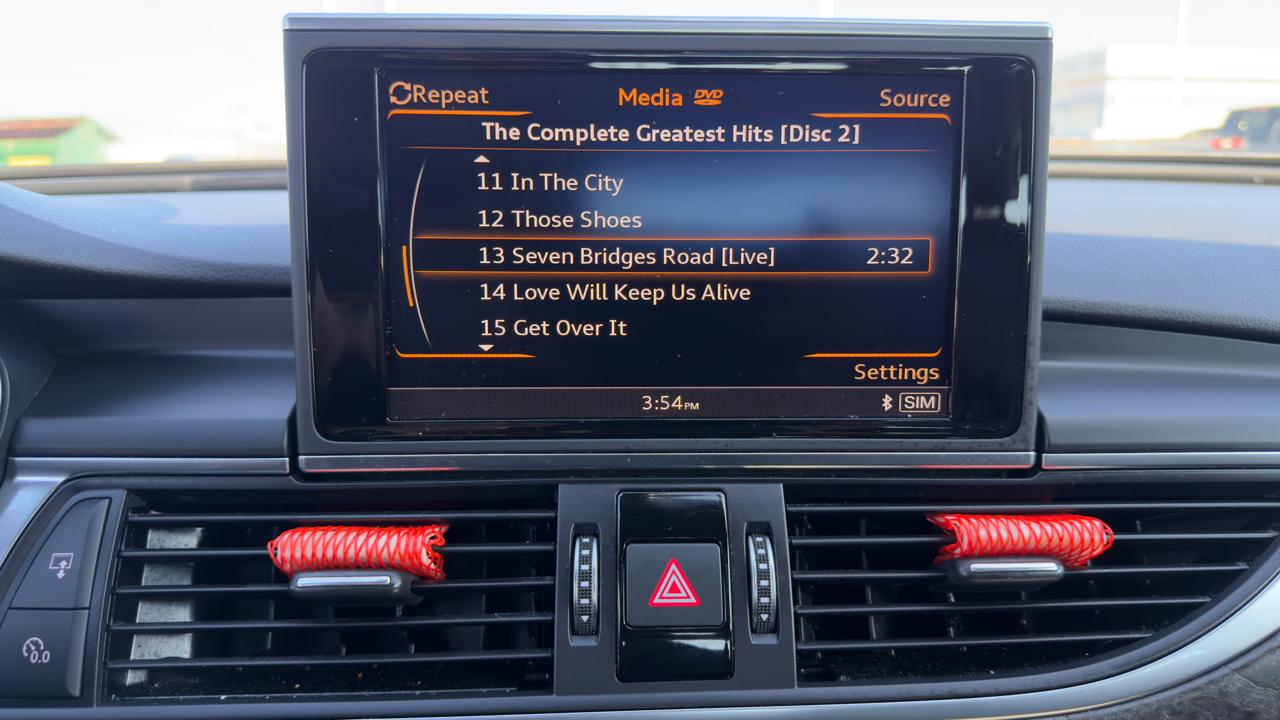 Repeat
Media DVD
Source
The Complete Greatest Hits [Disc 2]
11 In The City
12 Those Shoes
13 Seven Bridges Road [Live] 2:32
14 Love Will Keep Us Alive
15 Get Over It
Settings
3:54PM
SIM
0.0